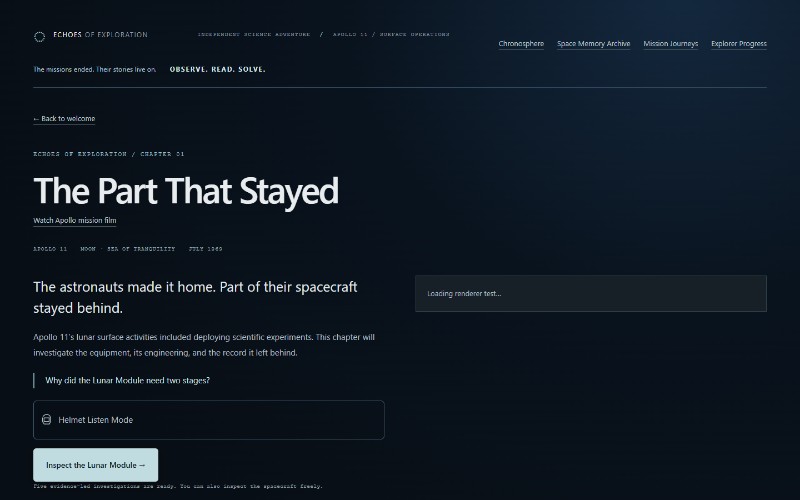 ECHOES OF EXPLORATION
INDEPENDENT SCIENCE ADVENTURE / APOLLO 11 / SURFACE OPERATIONS
Chronosphere Space Memory Archive Mission Journeys Explorer Progress
The missions ended. Their stories live on. OBSERVE. READ. SOLVE.
← Back to welcome
ECHOES OF EXPLORATION / CHAPTER 01
The Part That Stayed
Watch Apollo mission film
APOLLO 11 MOON · SEA OF TRANQUILITY JULY 1969
The astronauts made it home. Part of their spacecraft
stayed behind.
Loading renderer test…
Apollo 11's lunar surface activities included deploying scientific experiments. This chapter will
investigate the equipment, its engineering, and the record it left behind.
Why did the Lunar Module need two stages?
Helmet Listen Mode
Inspect the Lunar Module →
Five evidence-led investigations are ready. You can also inspect the spacecraft freely.